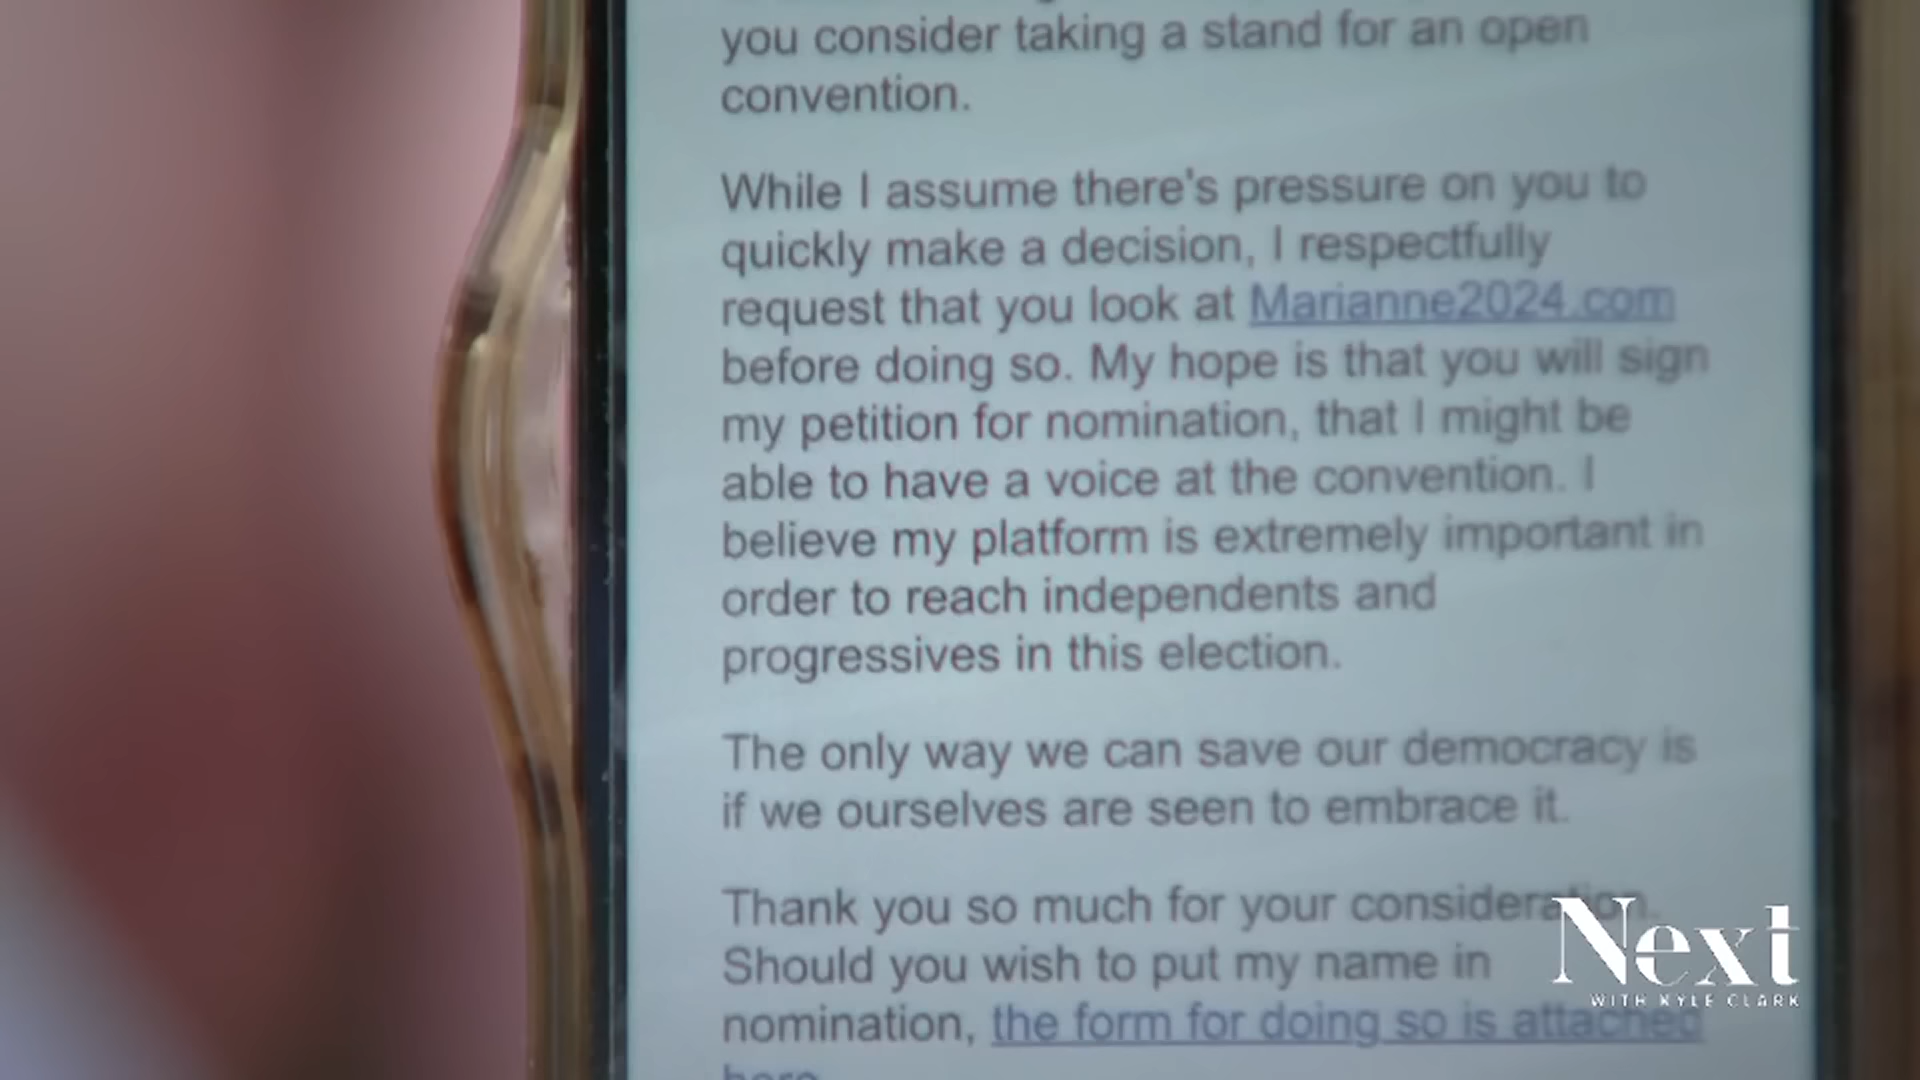 you consider taking a stand for an open
convention.
While I assume there's pressure on you to
quickly make a decision, I respectfully
request that you look at Marianne2024.com
before doing so. My hope is that you will sign
my petition for nomination, that I might be
able to have a voice at the convention. I
believe my platform is extremely important in
order to reach independents and
progressives in this election.
The only way we can save our democracy is
if we ourselves are seen to embrace it.
Thank you so much for your consideration.
Should you wish to put my name in
nomination, the form for doing so is attached
here
Next
WITH KYLE CLARK